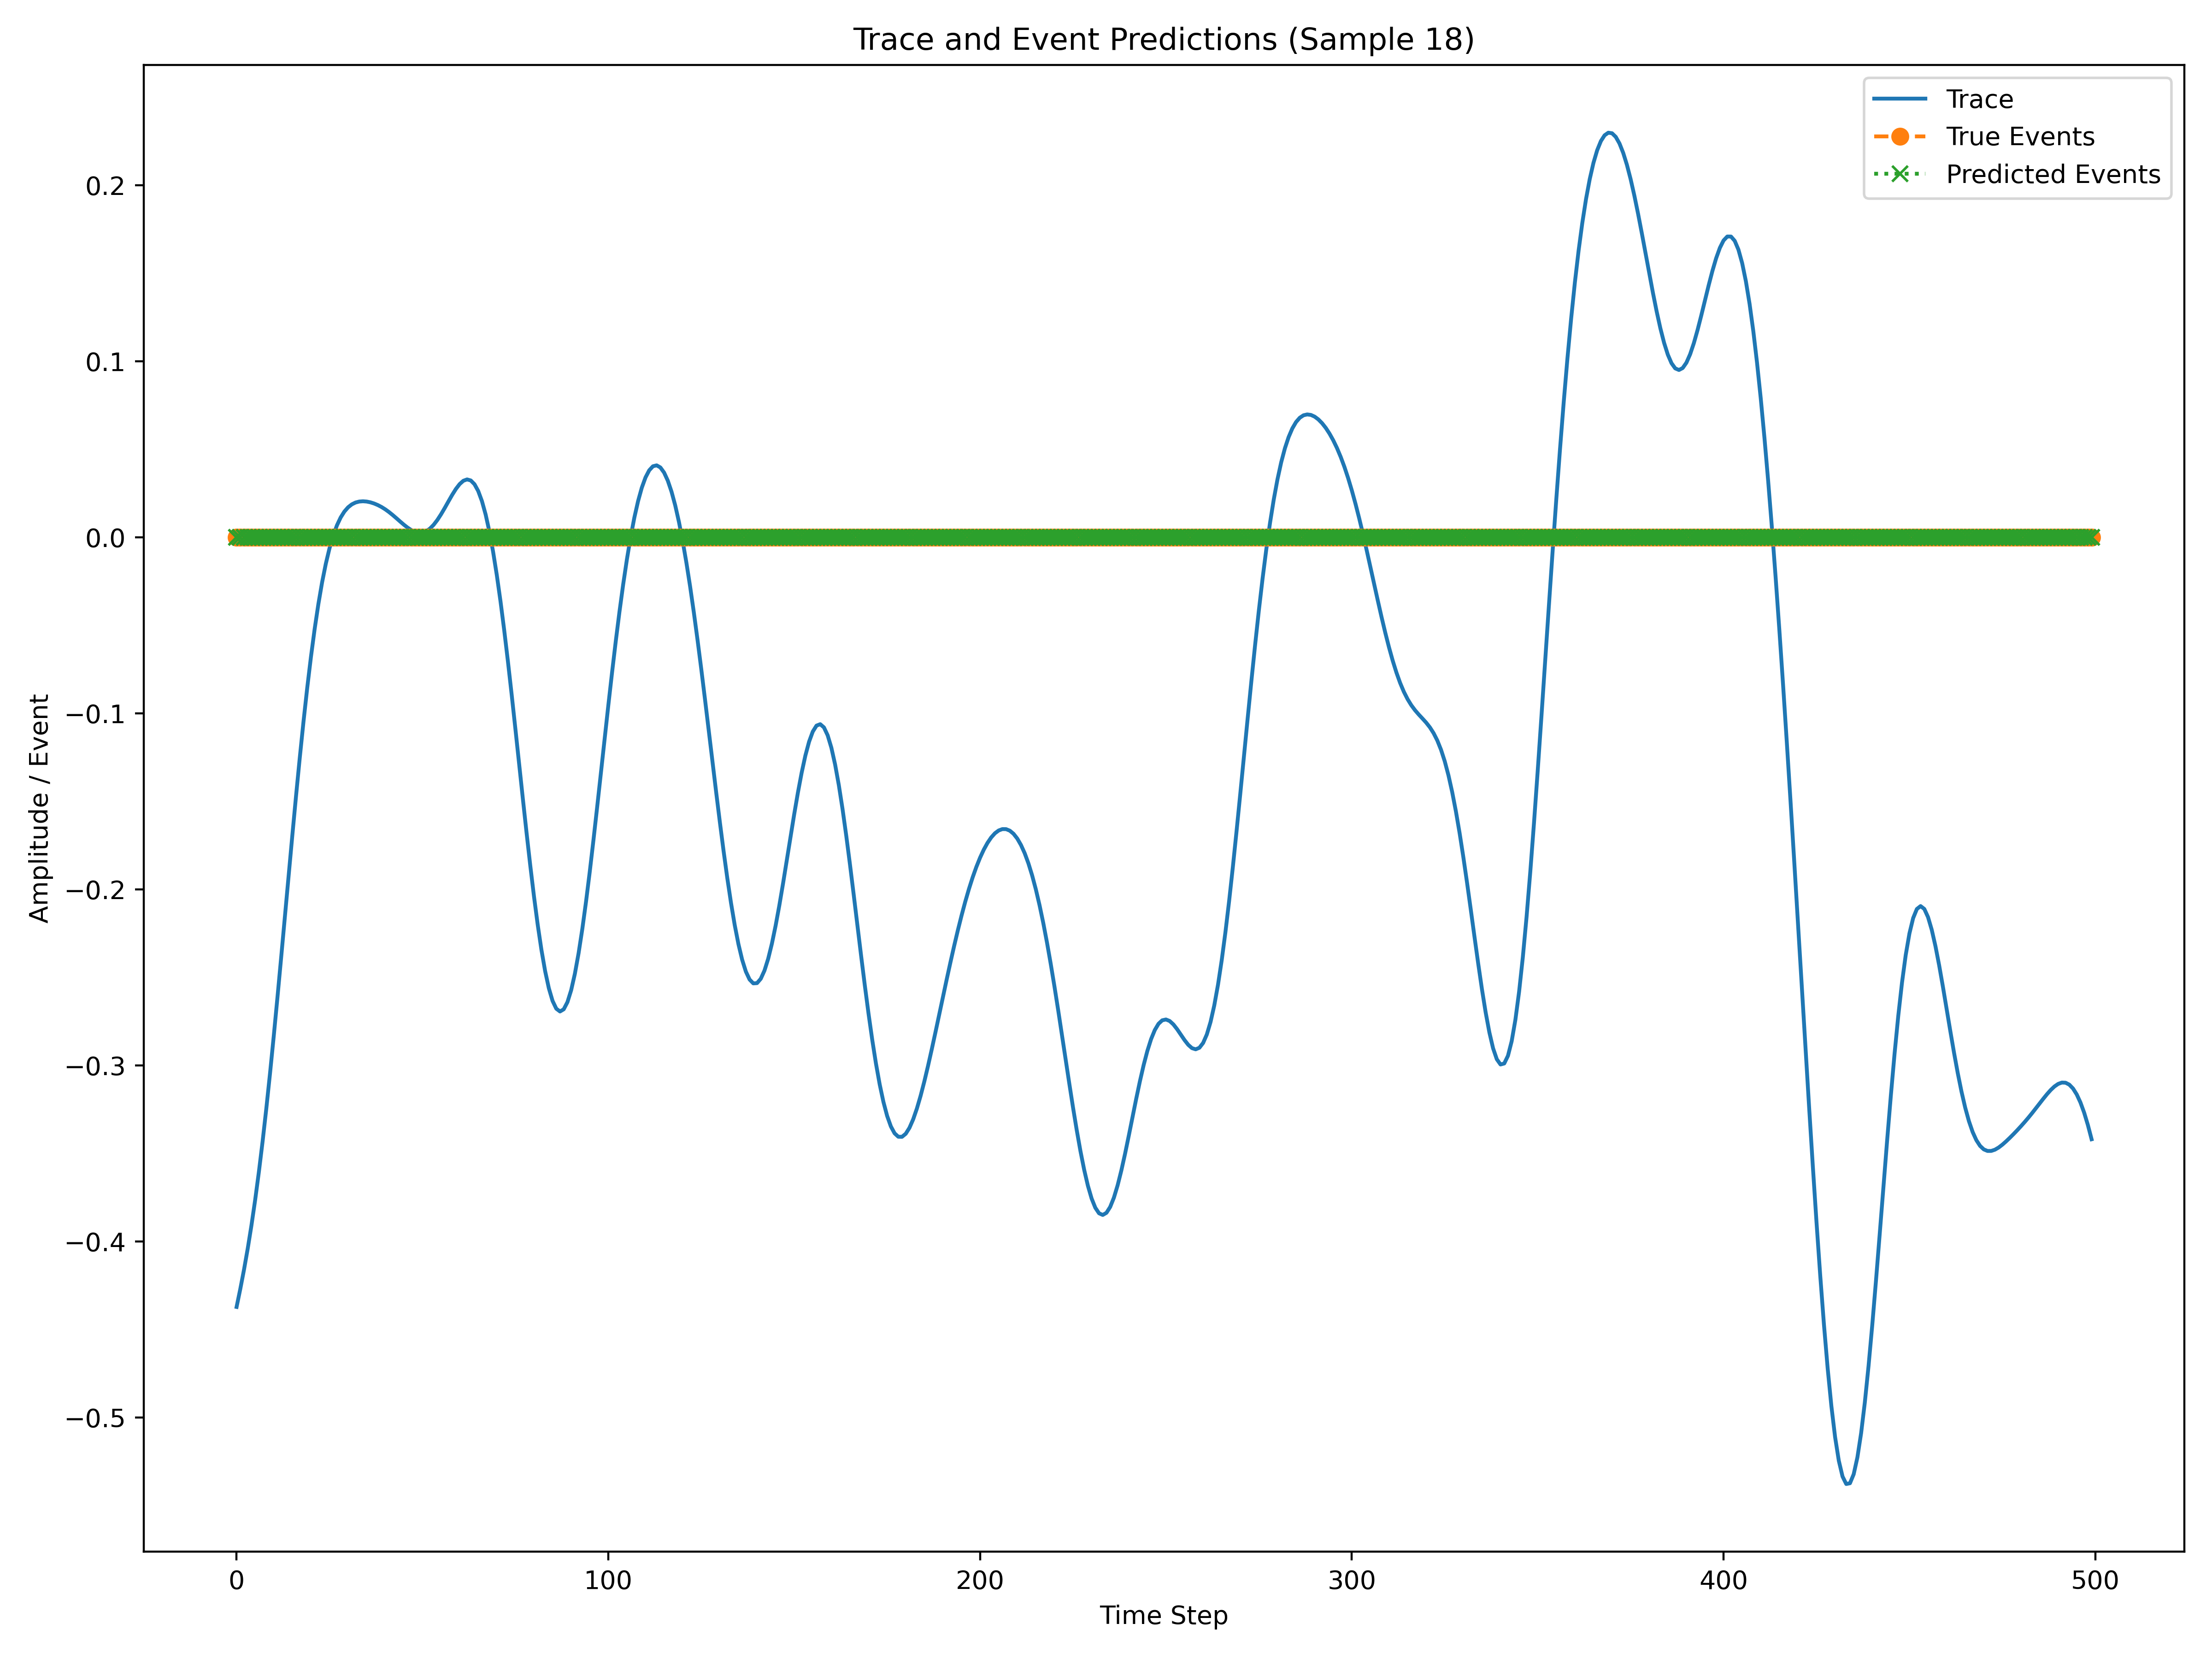 Trace and Event Predictions (Sample 18)
Trace
True Events
Predicted Events
0.2
0.1
0.0
−0.1
−0.2
−0.3
−0.4
−0.5
Amplitude / Event
0 100 200 300 400 500
Time Step